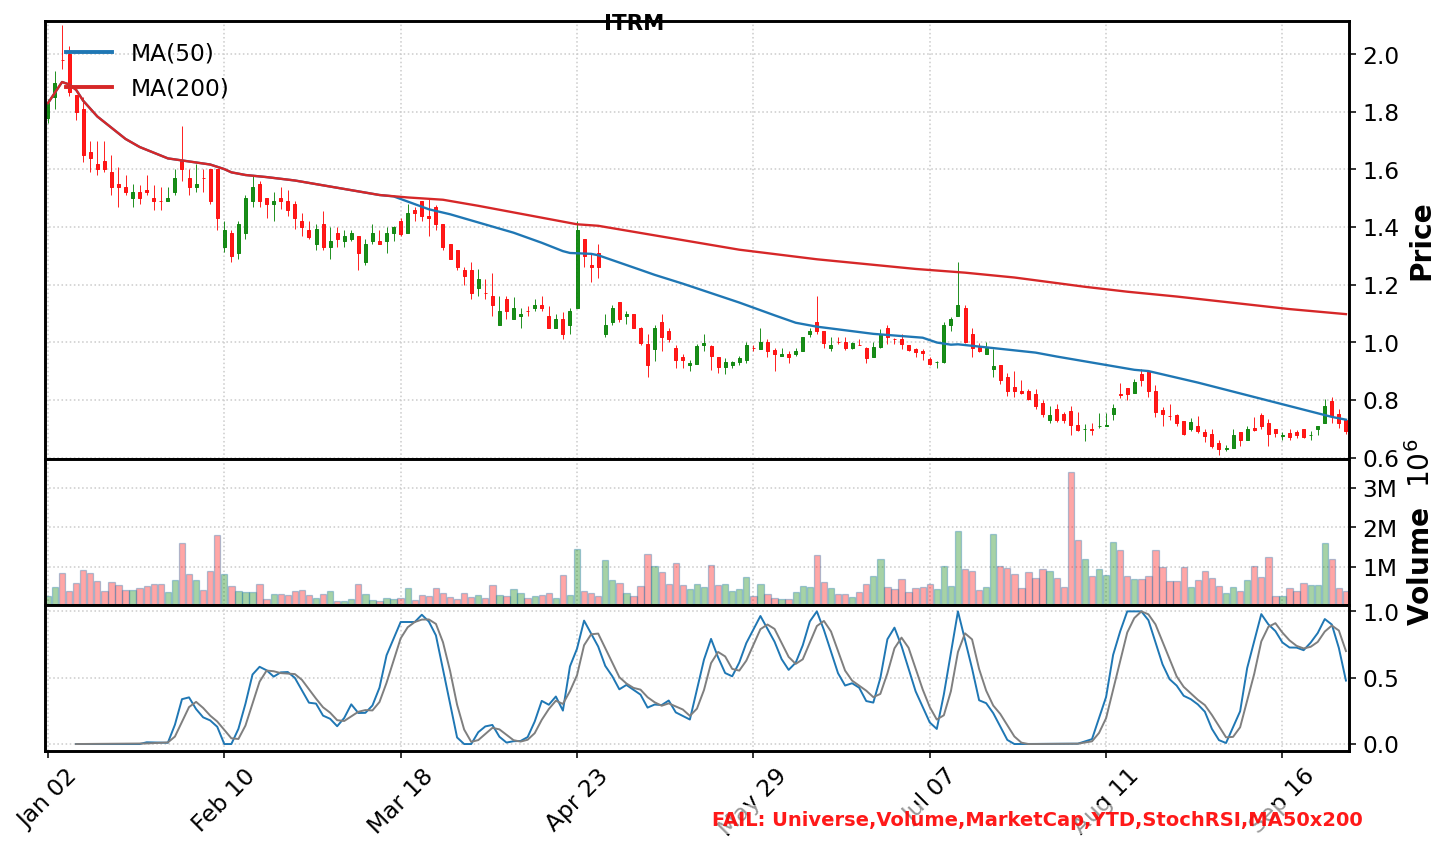 ITRM
MA(50)
MA(200)
2.0
1.8
1.6
1.4
1.2
1.0
0.8
0.6
Price
10^6
3M
2M
1M
Volume
1.0
0.5
0.0
Jan 02
Feb 10
Mar 18
Apr 23
May 29
Jul 07
Aug 11
Sep 16
FAIL: Universe,Volume,MarketCap,YTD,StochRSI,MA50x200